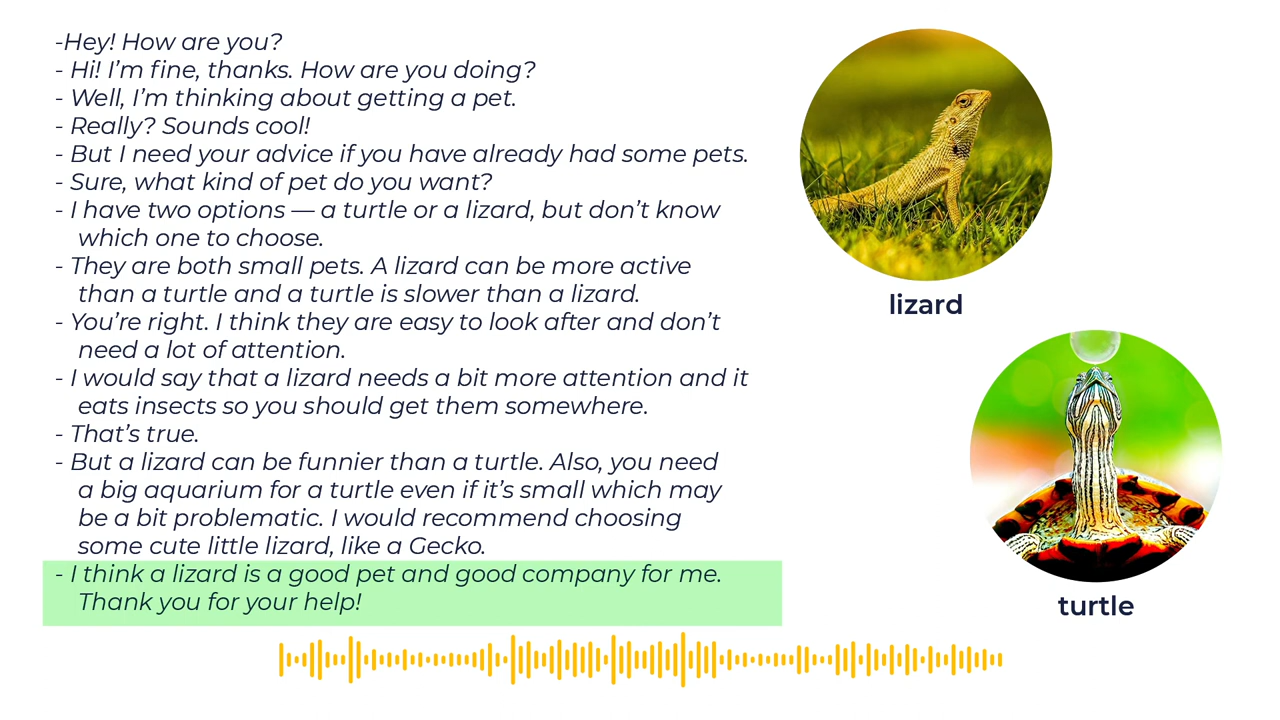 -Hey! How are you?
- Hi! I'm fine, thanks. How are you doing?
- Well, I'm thinking about getting a pet.
- Really? Sounds cool!
- But I need your advice if you have already had some pets.
- Sure, what kind of pet do you want?
- I have two options — a turtle or a lizard, but don't know
which one to choose.
- They are both small pets. A lizard can be more active
than a turtle and a turtle is slower than a lizard.
- You're right. I think they are easy to look after and don't
need a lot of attention.
- I would say that a lizard needs a bit more attention and it
eats insects so you should get them somewhere.
- That's true.
- But a lizard can be funnier than a turtle. Also, you need
a big aquarium for a turtle even if it's small which may
be a bit problematic. I would recommend choosing
some cute little lizard, like a Gecko.
- I think a lizard is a good pet and good company for me.
Thank you for your help!
lizard
turtle